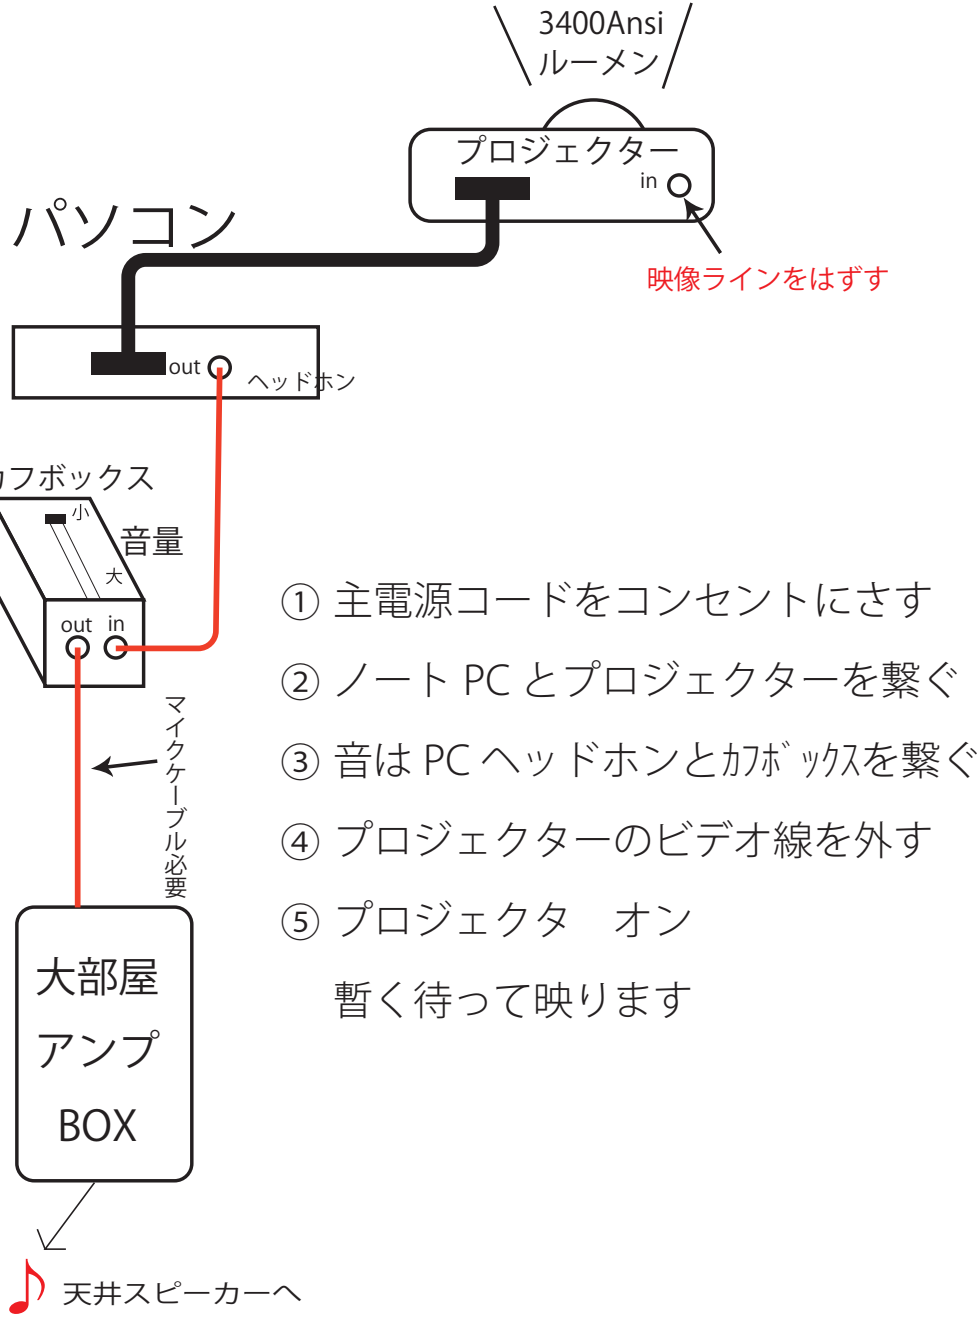 3400Ansi
ルーメン
プロジェクター
in
パソコン
映像ラインをはずす
out
ヘッドホン
カフボックス
小
音量
大
out in
マイクケーブル必要
① 主電源コードをコンセントにさす
② ノート PC とプロジェクターを繋ぐ
③ 音は PC ヘッドホンとｶﾌﾎﾞｯｸｽを繋ぐ
④ プロジェクターのビデオ線を外す
⑤ プロジェクタ　オン
暫く待って映ります
大部屋
アンプ
BOX
天井スピーカーへ